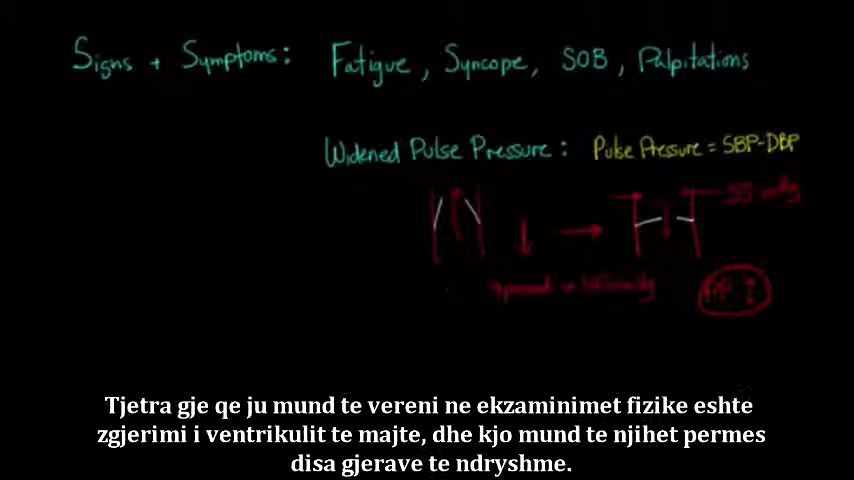 Signs + Symptoms: Fatigue, Syncope, SOB, Palpitations
Widened Pulse Pressure: Pulse Pressure = SBP-DBP
Tjetra gje qe ju mund te vereni ne ekzaminimet fizike eshte
zgjerimi i ventrikulit te majte, dhe kjo mund te njihet permes
disa gjerave te ndryshme.